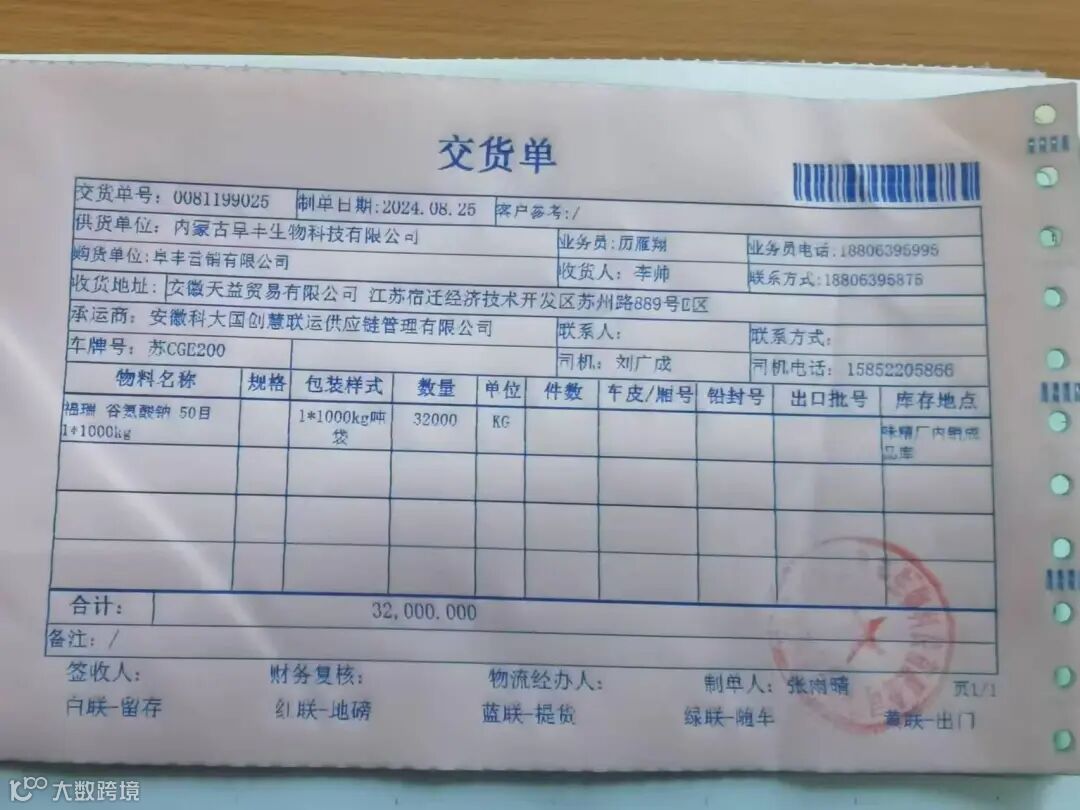 交货单
交货单号：0081199025 制单日期:2024.08.25 客户参考:/
供货单位：内蒙古阜丰生物科技有限公司 业务员:历雁翔 业务员电话:18806395995
购货单位:阜丰营销有限公司 收货人：李帅 联系方式:18806395876
收货地址：安徽天益贸易有限公司 江苏宿迁经济技术开发区苏州路889号E区
承运商：安徽科大国创慧联运供应链管理有限公司 联系人： 联系方式：
车牌号：苏CGE200 司机：刘广成 司机电话：15852205866
物料名称 规格 包装样式 数量 单位 件数 车皮/厢号 铅封号 出口批号 库存地点
福瑞 谷氨酸钠 50目 1*1000kg吨 32000 KG 味精厂内销成
1*1000kg 袋 品库
合计： 32,000.000
备注：/
签收人： 财务复核： 物流经办人： 制单人：张雨晴 页1/1
白联-留存 红联-地磅 蓝联-提货 绿联-随车 黄联-出门
大数跨境